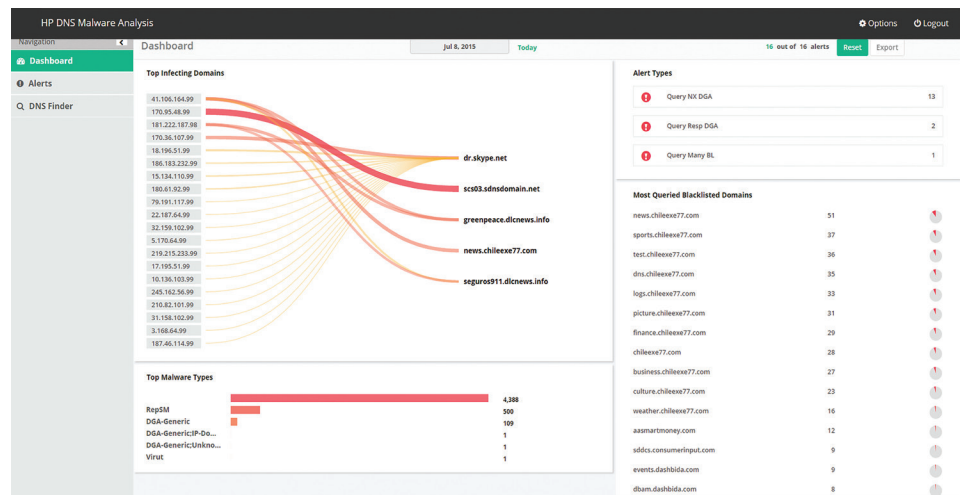 HP DNS Malware Analysis
Options
Logout
Navigation
Dashboard
Alerts
DNS Finder
Dashboard
Jul 8, 2015
Today
16 out of 16 alerts
Reset
Export
Top Infecting Domains
41.106.164.99
170.95.48.99
181.222.187.98
170.36.107.99
18.196.51.99
186.183.232.99
15.134.110.99
180.61.92.99
79.191.117.99
22.187.64.99
32.159.102.99
5.170.64.99
219.215.233.99
17.195.51.99
10.136.103.99
245.162.56.99
210.82.101.99
31.158.102.99
3.168.64.99
187.46.114.99
dr.skype.net
scs03.sdnsdomain.net
greenpeace.dlcnews.info
news.chileexe77.com
seguros911.dlcnews.info
Top Malware Types
4,388
RepSM 500
DGA-Generic 109
DGA-Generic;IP-Do... 1
DGA-Generic;Unkno... 1
Virut 1
Alert Types
Query NX DGA 13
Query Resp DGA 2
Query Many BL 1
Most Queried Blacklisted Domains
news.chileexe77.com 51
sports.chileexe77.com 37
test.chileexe77.com 36
dns.chileexe77.com 35
logs.chileexe77.com 33
picture.chileexe77.com 31
finance.chileexe77.com 29
chileexe77.com 28
business.chileexe77.com 27
culture.chileexe77.com 23
weather.chileexe77.com 16
aasmartmoney.com 12
sddcs.consumerinput.com 9
events.dashbida.com 9
dbam.dashbida.com 8